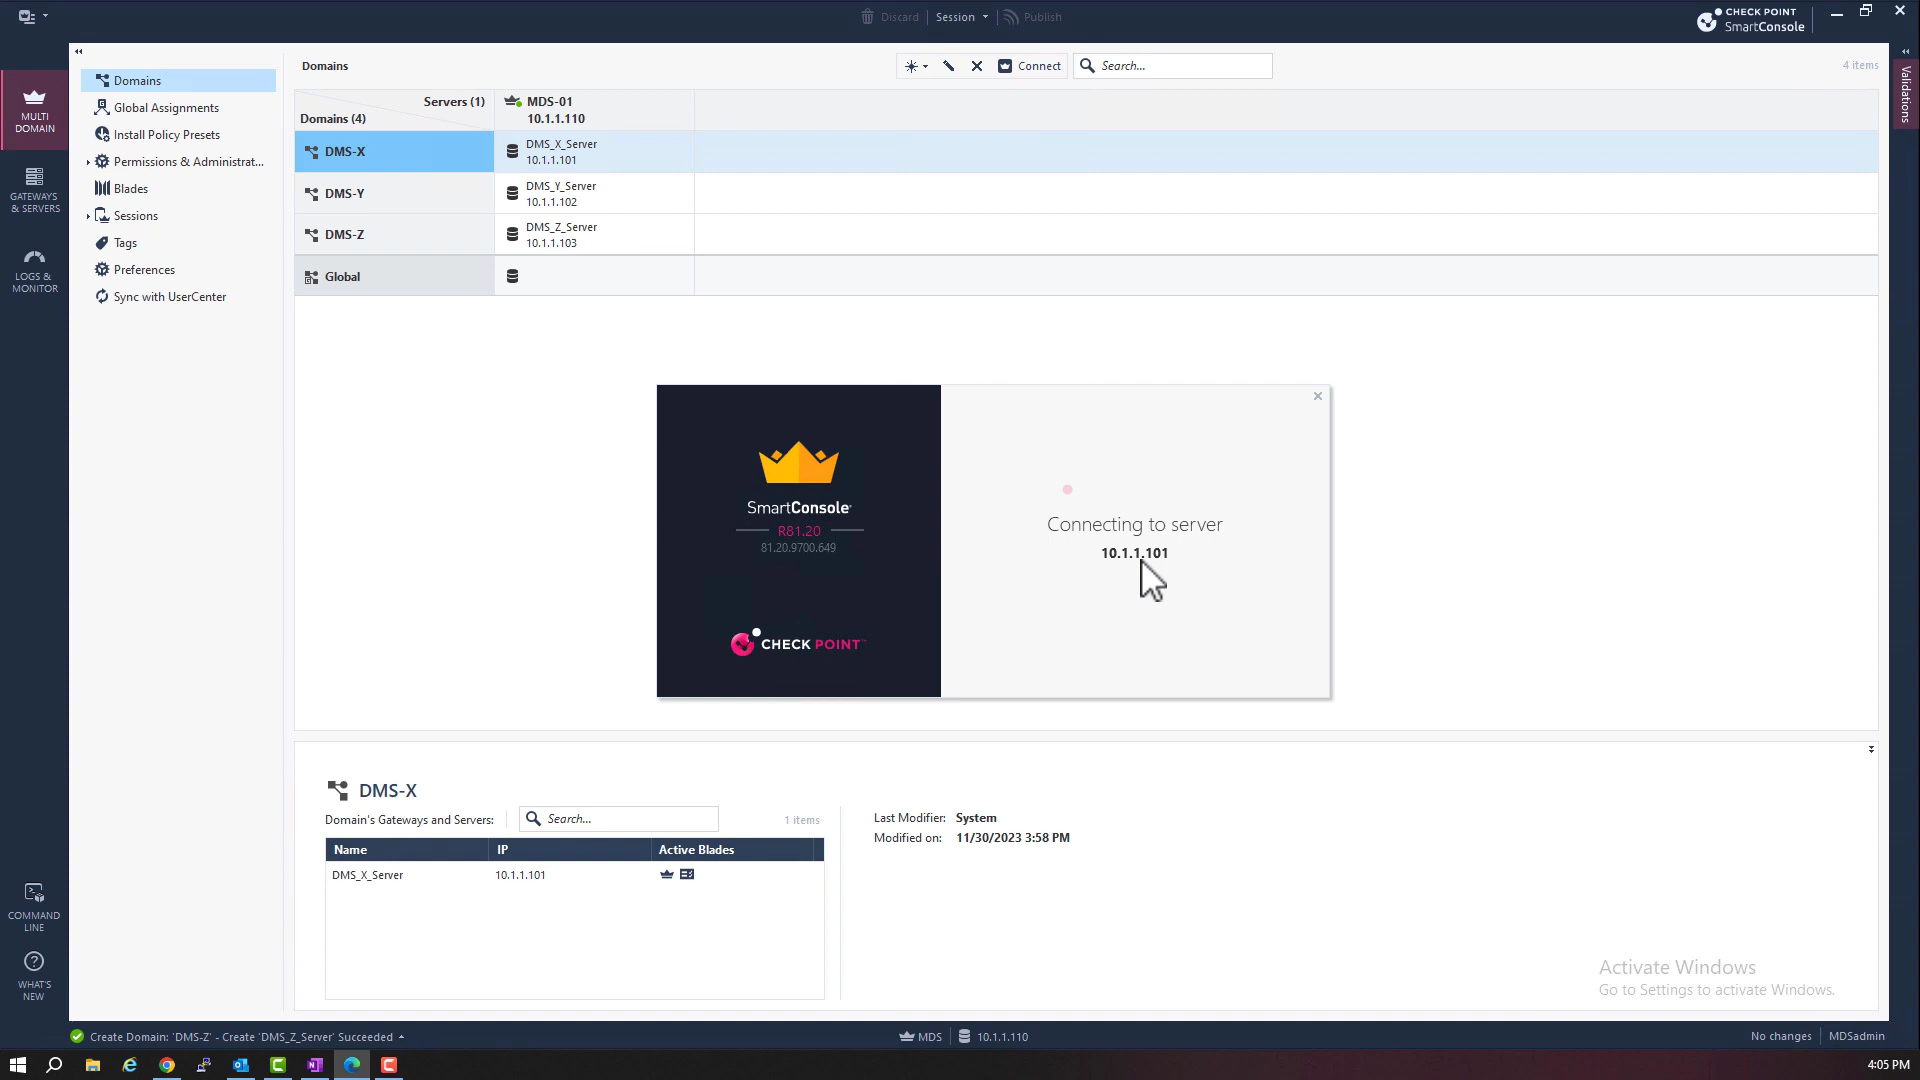 Discard
Session
Publish
CHECK POINT
SmartConsole
MULTI
DOMAIN
GATEWAYS
& SERVERS
LOGS &
MONITOR
COMMAND
LINE
WHAT'S
NEW
Domains
Global Assignments
Install Policy Presets
Permissions & Administrat...
Blades
Sessions
Tags
Preferences
Sync with UserCenter
Domains
Connect
Search...
4 items
Validations
Servers (1)
Domains (4)
MDS-01
10.1.1.110
DMS-X
DMS_X_Server
10.1.1.101
DMS-Y
DMS_Y_Server
10.1.1.102
DMS-Z
DMS_Z_Server
10.1.1.103
Global
SmartConsole
R81.20
81.20.9700.649
CHECK POINT
Connecting to server
10.1.1.101
DMS-X
Domain's Gateways and Servers:
Search...
1 items
Name IP Active Blades
DMS_X_Server 10.1.1.101
Last Modifier: System
Modified on: 11/30/2023 3:58 PM
Activate Windows
Go to Settings to activate Windows.
Create Domain: 'DMS-Z' - Create 'DMS_Z_Server' Succeeded
MDS
10.1.1.110
No changes
MDSadmin
4:05 PM